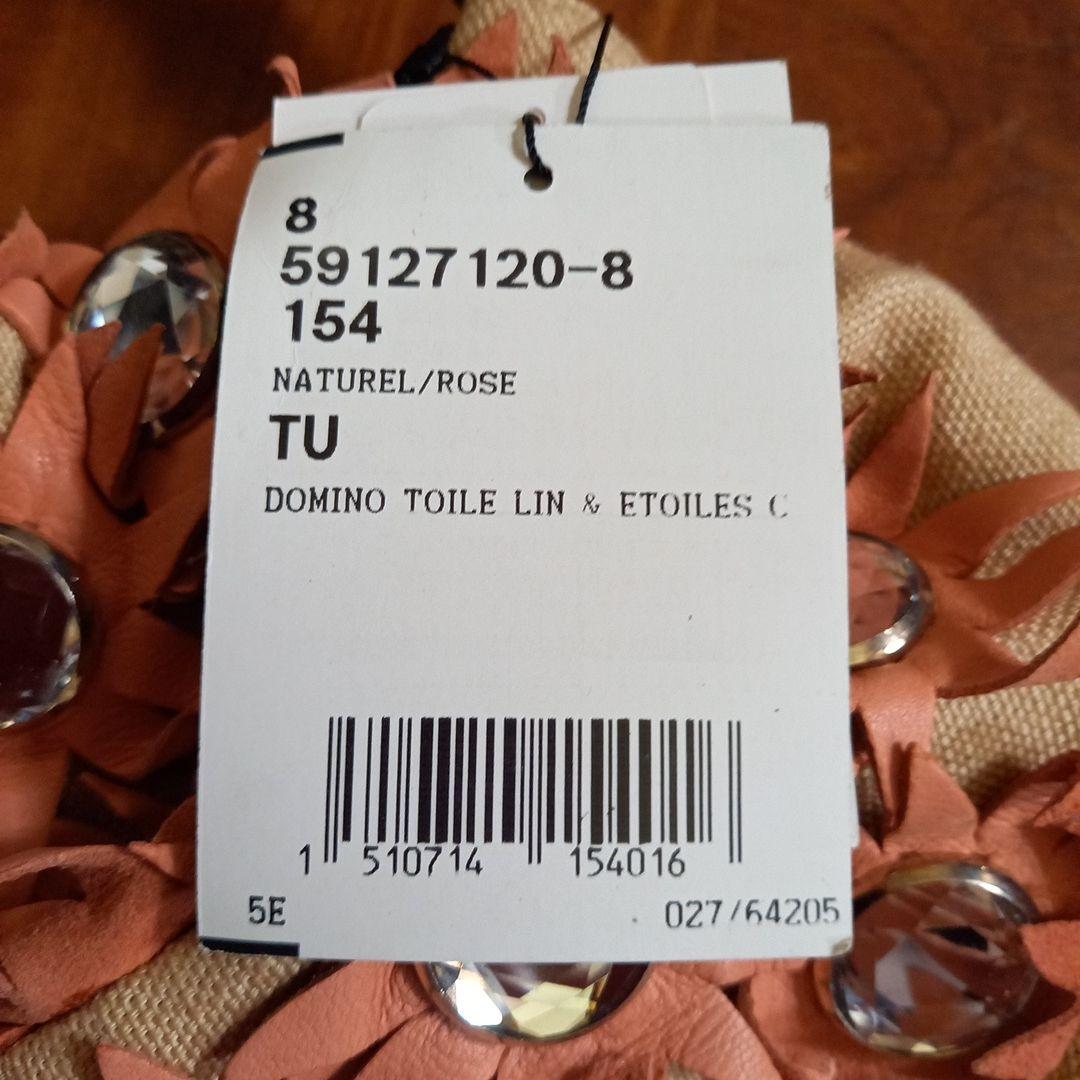 8
59127120-8
154
NATUREL/ROSE
TU
DOMINO TOILE LIN & ETOILES C
1 510714 154016
5E 027/64205